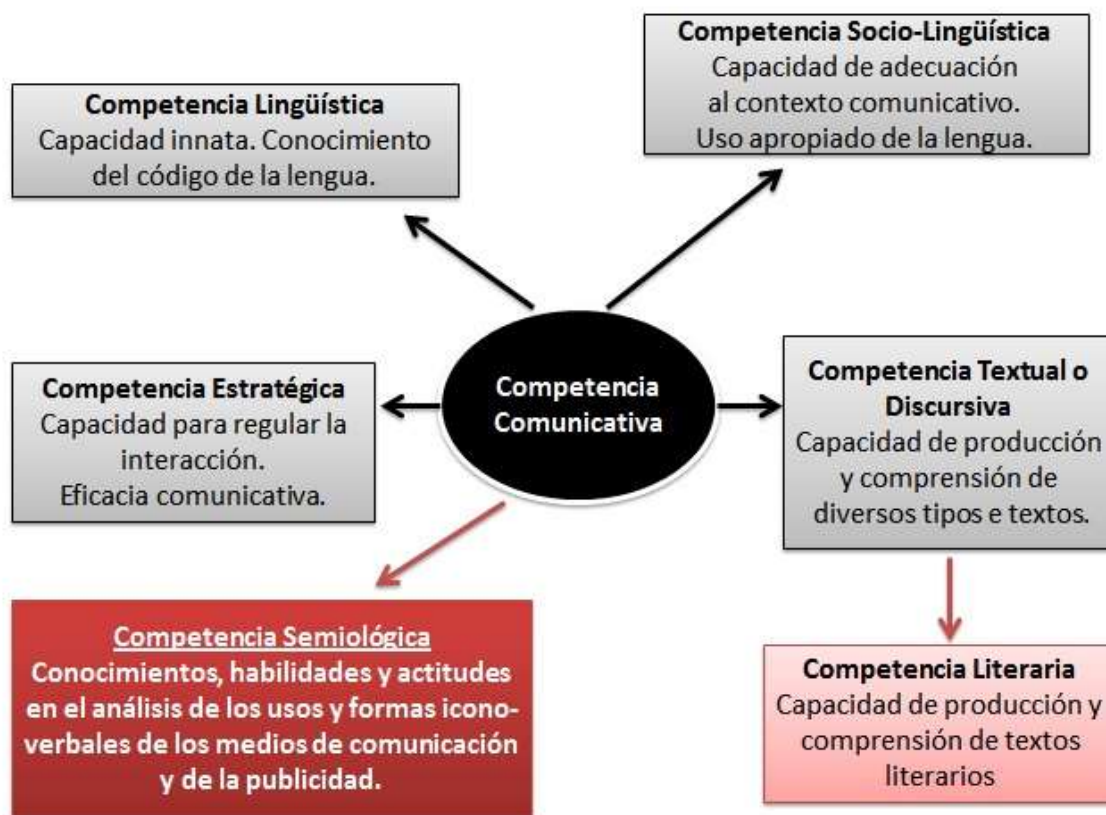 Competencia Lingüística
Capacidad innata. Conocimiento
del código de la lengua.
Competencia Socio-Lingüística
Capacidad de adecuación
al contexto comunicativo.
Uso apropiado de la lengua.
Competencia
Comunicativa
Competencia Estratégica
Capacidad para regular la
interacción.
Eficacia comunicativa.
Competencia Textual o
Discursiva
Capacidad de producción
y comprensión de
diversos tipos e textos.
Competencia Semiológica
Conocimientos, habilidades y actitudes
en el análisis de los usos y formas icono-
verbales de los medios de comunicación
y de la publicidad.
Competencia Literaria
Capacidad de producción y
comprensión de textos
literarios